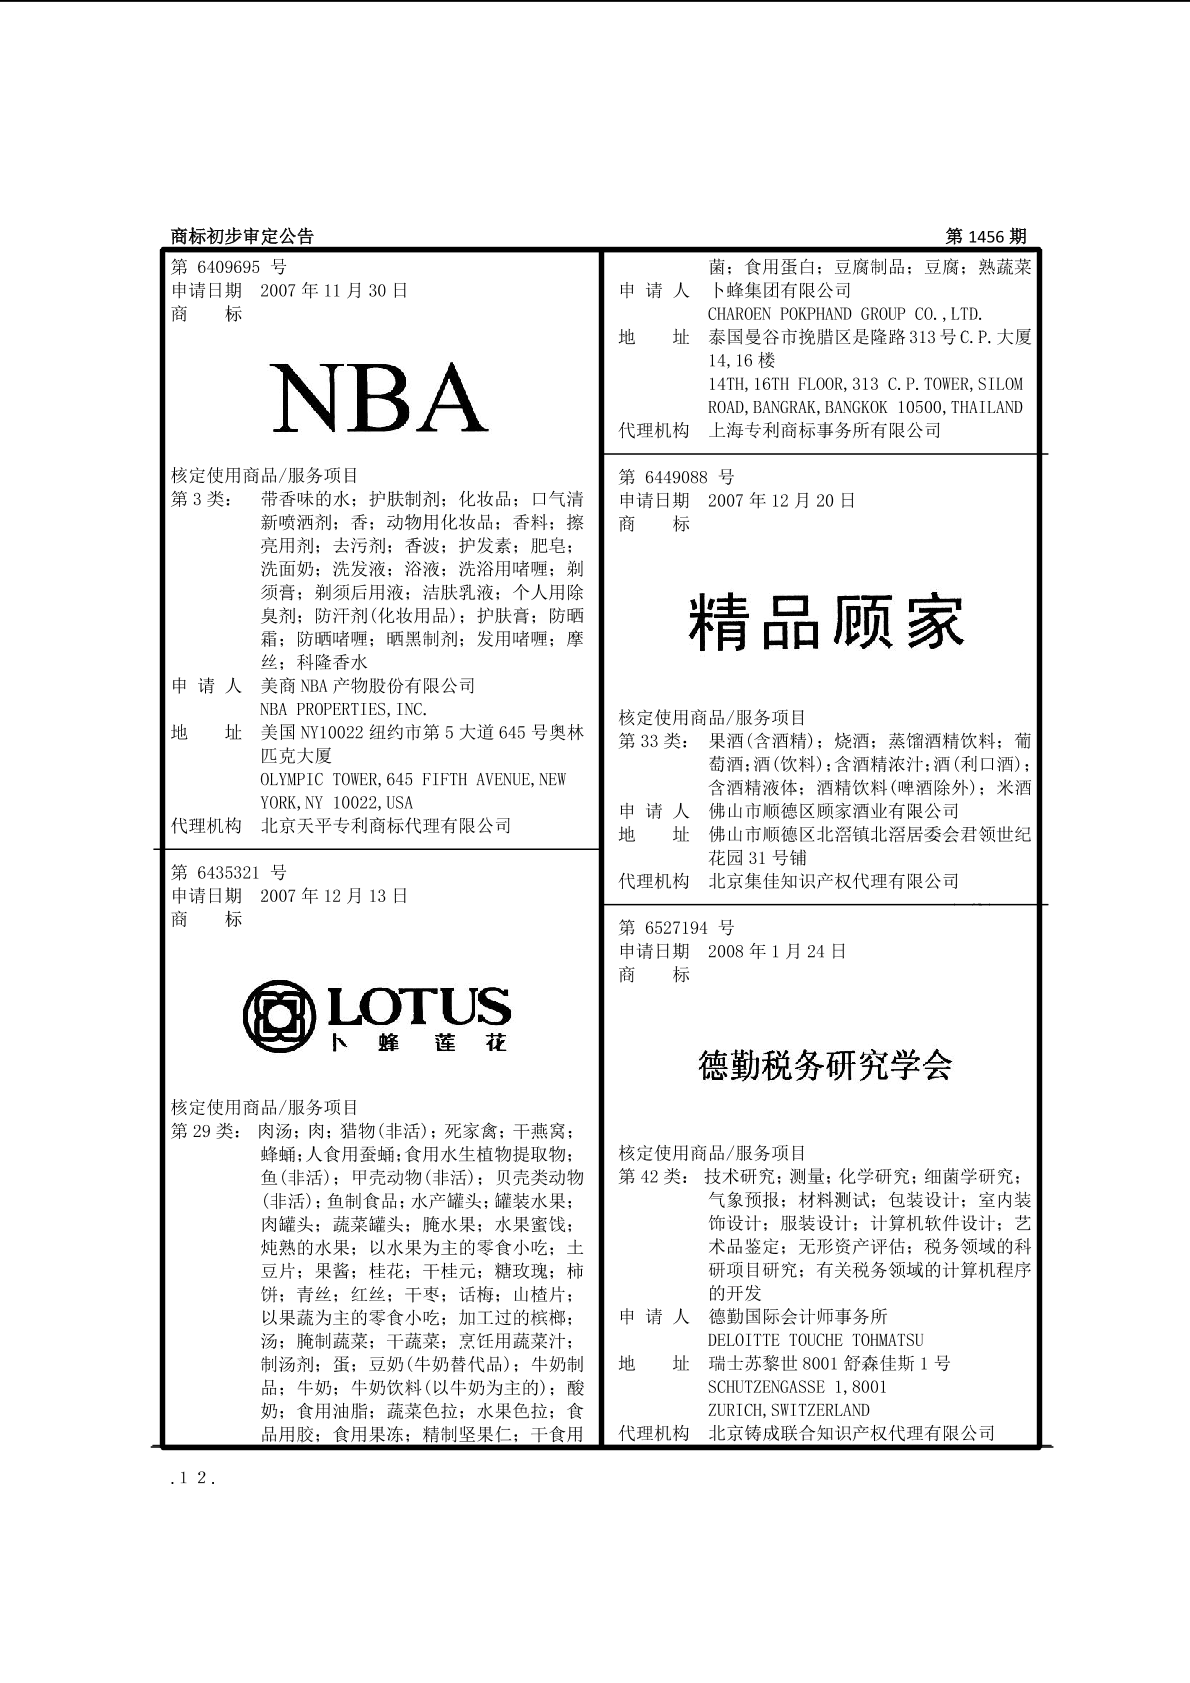 商标初步审定公告 第 1456 期
第 6409695 号
申请日期 2007 年 11 月 30 日
商 标
NBA
核定使用商品/服务项目
第 3 类： 带香味的水；护肤制剂；化妆品；口气清
新喷洒剂；香；动物用化妆品；香料；擦
亮用剂；去污剂；香波；护发素；肥皂；
洗面奶；洗发液；浴液；洗浴用啫喱；剃
须膏；剃须后用液；洁肤乳液；个人用除
臭剂；防汗剂(化妆用品)；护肤膏；防晒
霜；防晒啫喱；晒黑制剂；发用啫喱；摩
丝；科隆香水
申 请 人 美商 NBA 产物股份有限公司
NBA PROPERTIES,INC.
地 址 美国 NY10022 纽约市第 5 大道 645 号奥林
匹克大厦
OLYMPIC TOWER,645 FIFTH AVENUE,NEW
YORK,NY 10022,USA
代理机构 北京天平专利商标代理有限公司
第 6435321 号
申请日期 2007 年 12 月 13 日
商 标
LOTUS
卜 蜂 莲 花
核定使用商品/服务项目
第 29 类： 肉汤；肉；猎物(非活)；死家禽；干燕窝；
蜂蛹；人食用蚕蛹；食用水生植物提取物；
鱼(非活)；甲壳动物(非活)；贝壳类动物
(非活)；鱼制食品；水产罐头；罐装水果；
肉罐头；蔬菜罐头；腌水果；水果蜜饯；
炖熟的水果；以水果为主的零食小吃；土
豆片；果酱；桂花；干桂元；糖玫瑰；柿
饼；青丝；红丝；干枣；话梅；山楂片；
以果蔬为主的零食小吃；加工过的槟榔；
汤；腌制蔬菜；干蔬菜；烹饪用蔬菜汁；
制汤剂；蛋；豆奶(牛奶替代品)；牛奶制
品；牛奶；牛奶饮料(以牛奶为主的)；酸
奶；食用油脂；蔬菜色拉；水果色拉；食
品用胶；食用果冻；精制坚果仁；干食用
菌；食用蛋白；豆腐制品；豆腐；熟蔬菜
申 请 人 卜蜂集团有限公司
CHAROEN POKPHAND GROUP CO.,LTD.
地 址 泰国曼谷市挽腊区是隆路 313 号 C.P.大厦
14,16 楼
14TH,16TH FLOOR,313 C.P.TOWER,SILOM
ROAD,BANGRAK,BANGKOK 10500,THAILAND
代理机构 上海专利商标事务所有限公司
第 6449088 号
申请日期 2007 年 12 月 20 日
商 标
精品顾家
核定使用商品/服务项目
第 33 类： 果酒(含酒精)；烧酒；蒸馏酒精饮料；葡
萄酒；酒(饮料)；含酒精浓汁；酒(利口酒)；
含酒精液体；酒精饮料(啤酒除外)；米酒
申 请 人 佛山市顺德区顾家酒业有限公司
地 址 佛山市顺德区北滘镇北滘居委会君领世纪
花园 31 号铺
代理机构 北京集佳知识产权代理有限公司
第 6527194 号
申请日期 2008 年 1 月 24 日
商 标
德勤税务研究学会
核定使用商品/服务项目
第 42 类： 技术研究；测量；化学研究；细菌学研究；
气象预报；材料测试；包装设计；室内装
饰设计；服装设计；计算机软件设计；艺
术品鉴定；无形资产评估；税务领域的科
研项目研究；有关税务领域的计算机程序
的开发
申 请 人 德勤国际会计师事务所
DELOITTE TOUCHE TOHMATSU
地 址 瑞士苏黎世 8001 舒森佳斯 1 号
SCHUTZENGASSE 1,8001
ZURICH,SWITZERLAND
代理机构 北京铸成联合知识产权代理有限公司
.12.